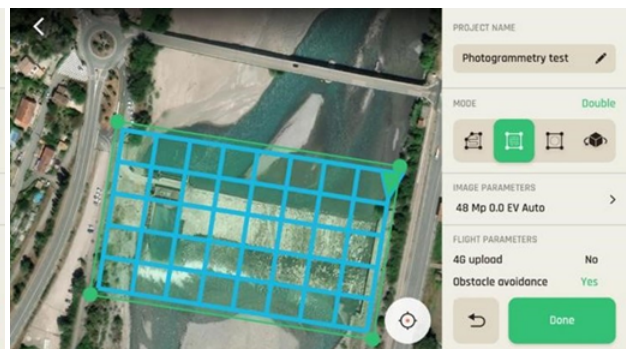 PROJECT NAME
Photogrammetry test
MODE
Double
IMAGE PARAMETERS
48 Mp 0.0 EV Auto
FLIGHT PARAMETERS
4G upload
No
Obstacle avoidance
Yes
Done